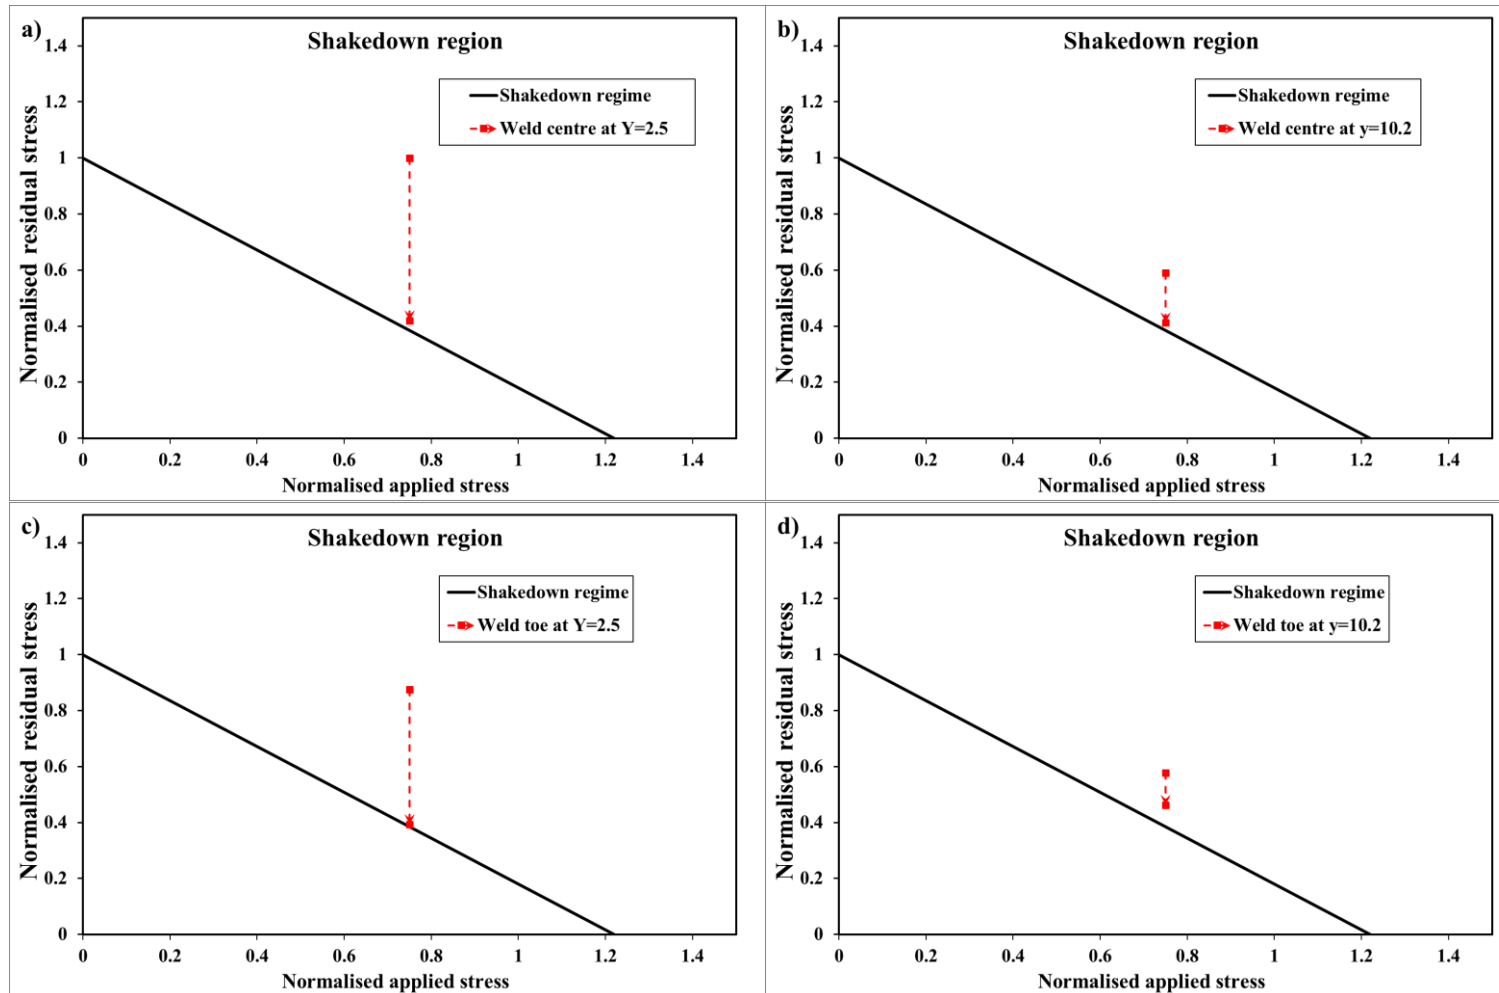 a)
Shakedown region
Shakedown regime
Weld centre at Y=2.5
Normalised residual stress
1.4
1.2
1
0.8
0.6
0.4
0.2
0
0 0.2 0.4 0.6 0.8 1 1.2 1.4
Normalised applied stress
b)
Shakedown region
Shakedown regime
Weld centre at y=10.2
Normalised residual stress
1.4
1.2
1
0.8
0.6
0.4
0.2
0
0 0.2 0.4 0.6 0.8 1 1.2 1.4
Normalised applied stress
c)
Shakedown region
Shakedown regime
Weld toe at Y=2.5
Normalised residual stress
1.4
1.2
1
0.8
0.6
0.4
0.2
0
0 0.2 0.4 0.6 0.8 1 1.2 1.4
Normalised applied stress
d)
Shakedown region
Shakedown regime
Weld toe at y=10.2
Normalised residual stress
1.4
1.2
1
0.8
0.6
0.4
0.2
0
0 0.2 0.4 0.6 0.8 1 1.2 1.4
Normalised applied stress